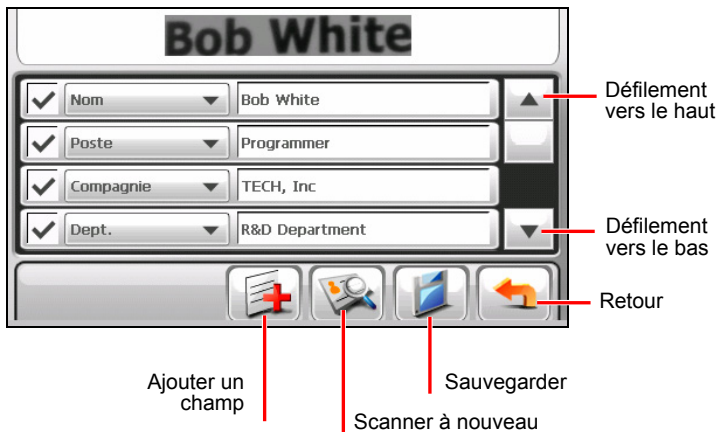 Bob White
Nom Bob White
Poste Programmer
Compagnie TECH, Inc
Dept. R&D Department
Défilement
vers le haut
Défilement
vers le bas
Retour
Ajouter un
champ
Sauvegarder
Scanner à nouveau